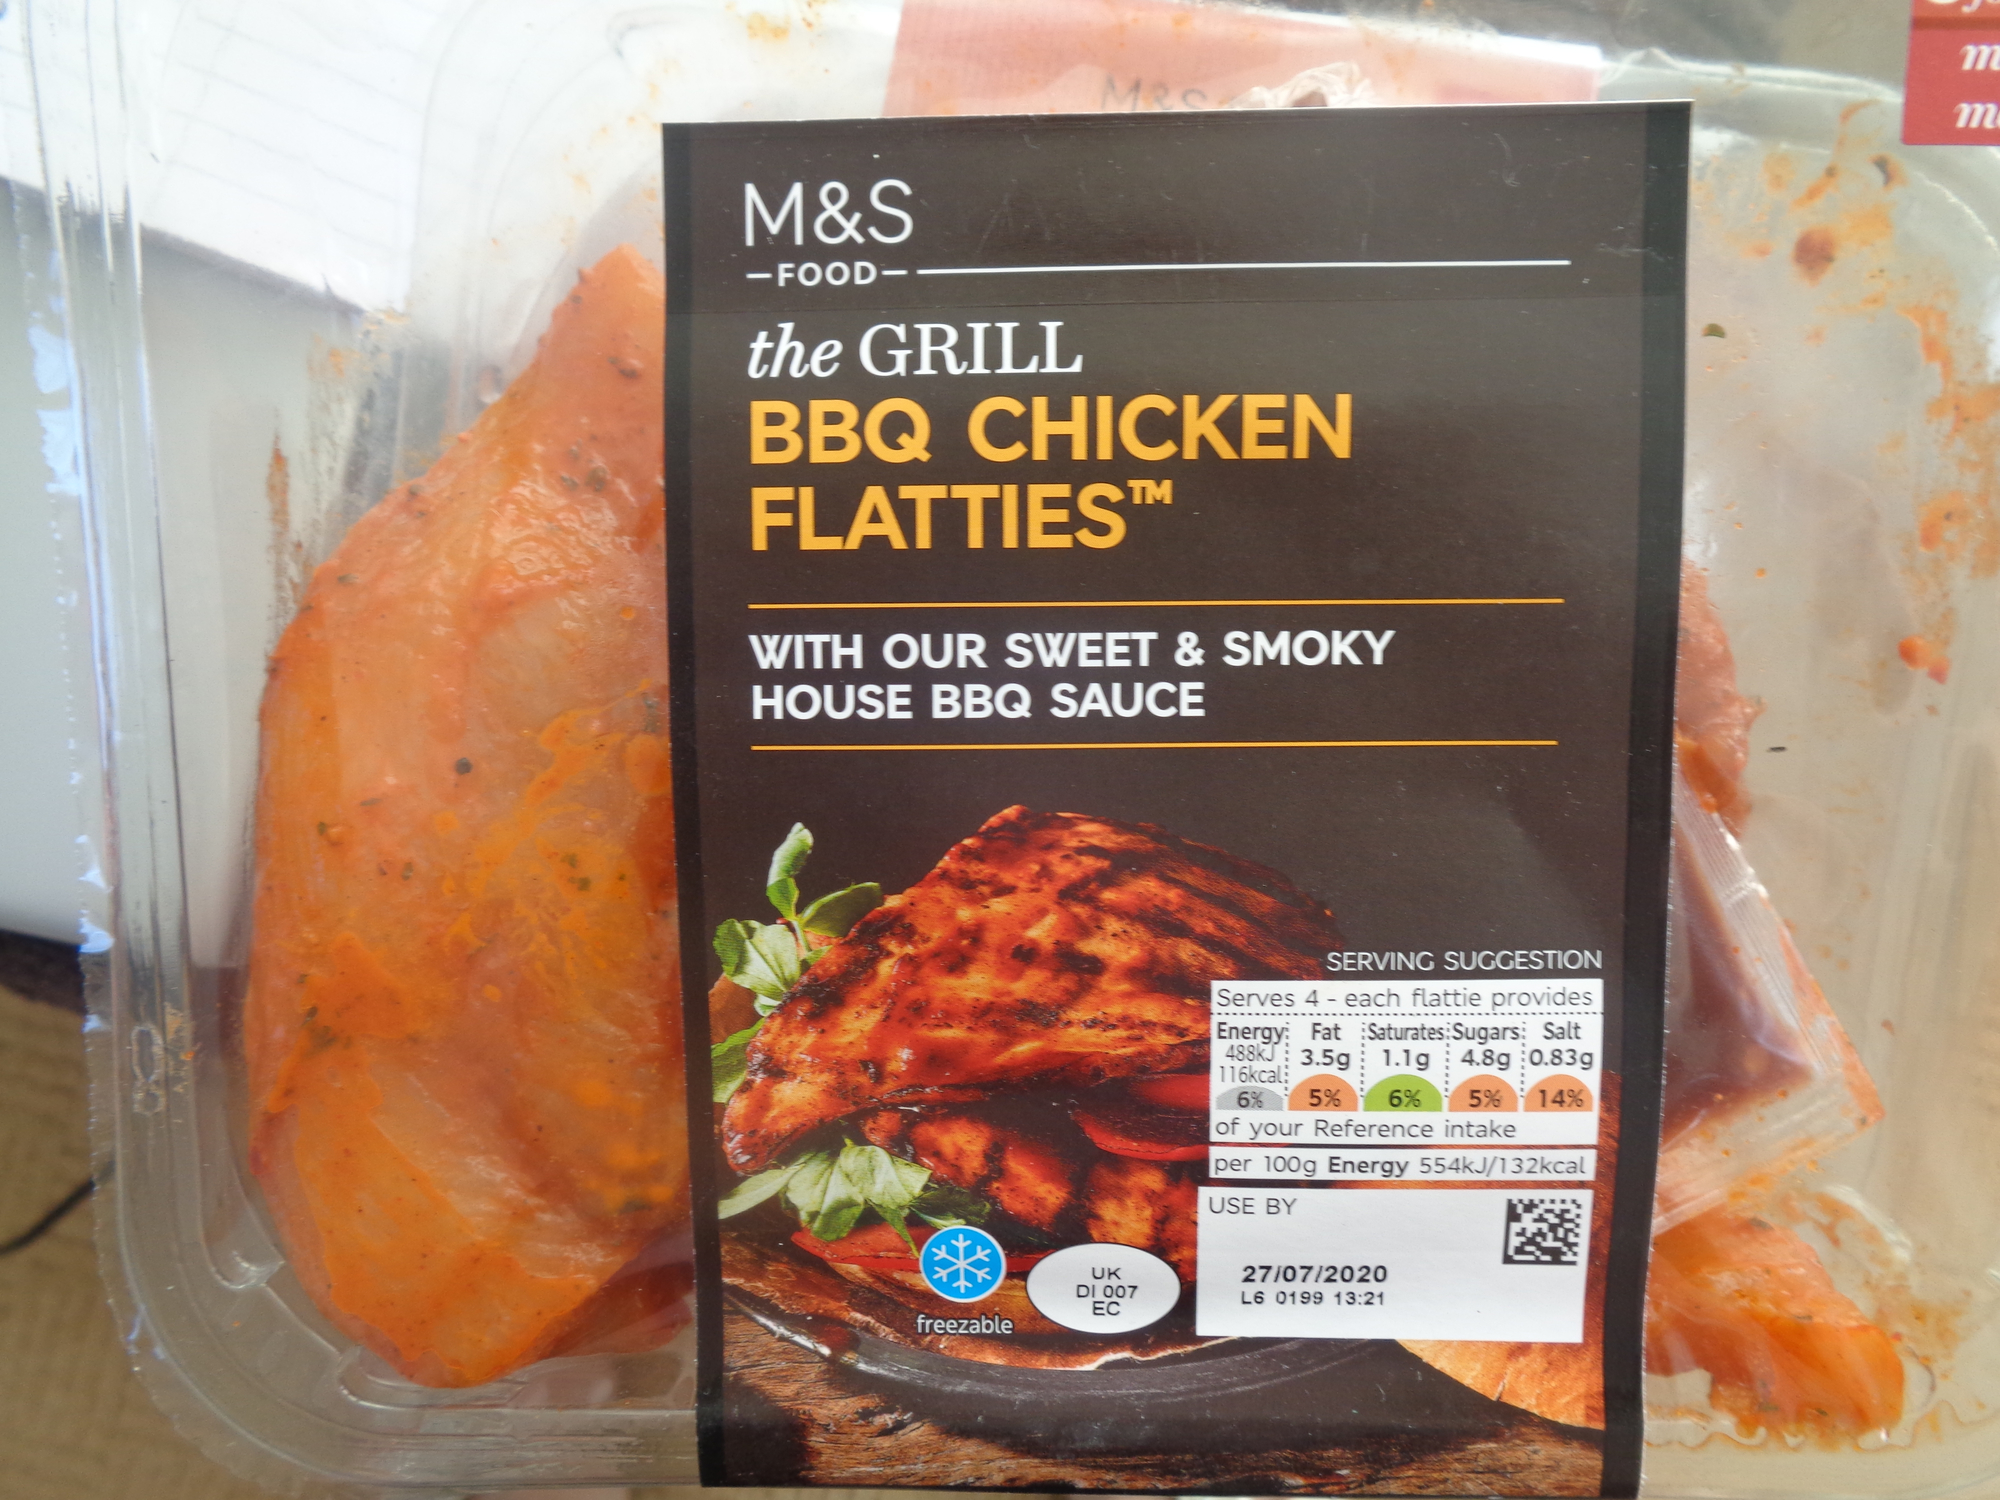 M&S
M&S
FOOD
the GRILL
BBQ CHICKEN
FLATTIES™
WITH OUR SWEET & SMOKY
HOUSE BBQ SAUCE
SERVING SUGGESTION
Serves 4 - each flattie provides
Energy Fat Saturates Sugars Salt
488kJ 3.5g 1.1g 4.8g 0.83g
116kcal
6% 5% 6% 5% 14%
of your Reference intake
per 100g Energy 554kJ/132kcal
USE BY
27/07/2020
L6 0199 13:21
freezable
UK
DI 007
EC